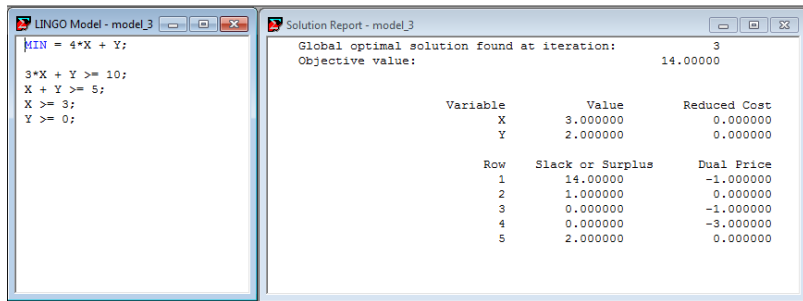 LINGO Model - model_3
MIN = 4*X + Y;
3*X + Y >= 10;
X + Y >= 5;
X >= 3;
Y >= 0;
Solution Report - model_3
Global optimal solution found at iteration: 3
Objective value: 14.00000
Variable Value Reduced Cost
X 3.000000 0.000000
Y 2.000000 0.000000
Row Slack or Surplus Dual Price
1 14.00000 -1.000000
2 1.000000 0.000000
3 0.000000 -1.000000
4 0.000000 -3.000000
5 2.000000 0.000000